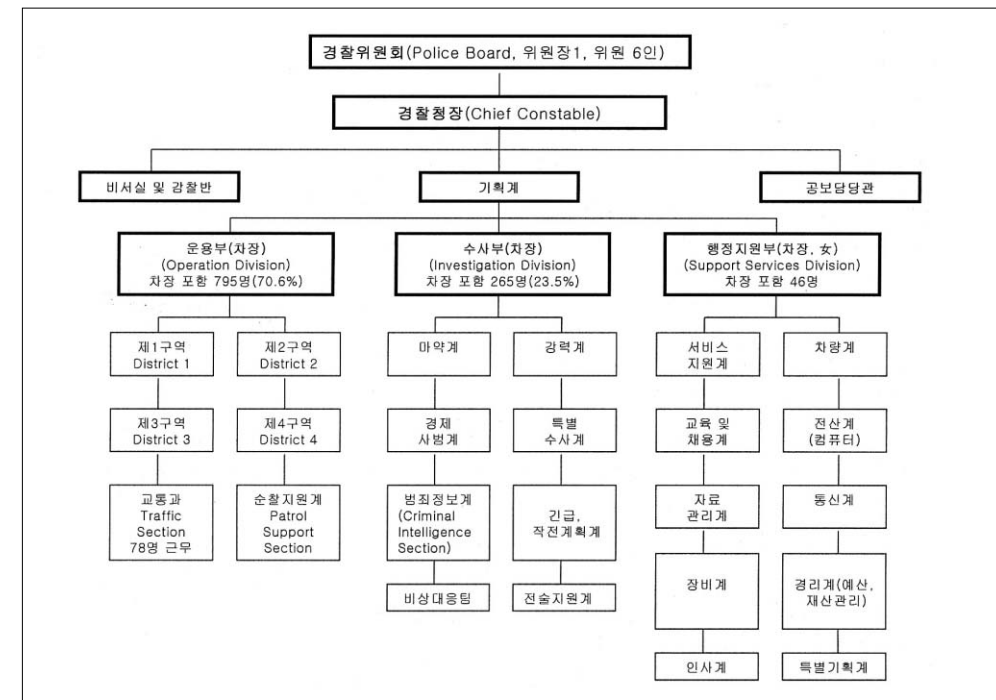 경찰위원회(Police Board, 위원장1, 위원 6인)
경찰청장(Chief Constable)
비서실 및 감찰반
기획계
공보담당관
운용부(차장)
(Operation Division)
차장 포함 795명(70.6%)
수사부(차장)
(Investigation Division)
차장 포함 265명(23.5%)
행정지원부(차장, 女)
(Support Services Division)
차장 포함 46명
제1구역
District 1
제2구역
District 2
마약계
강력계
서비스
지원계
차량계
제3구역
District 3
제4구역
District 4
경제
사범계
특별
수사계
교육 및
채용계
전산계
(컴퓨터)
교통과
Traffic
Section
78명 근무
순찰지원계
Patrol
Support
Section
범죄정보계
(Criminal
Intelligence
Section)
긴급,
작전계획계
자료
관리계
통신계
비상대응팀
전술지원계
장비계
경리계(예산,
재산관리)
인사계
특별기획계